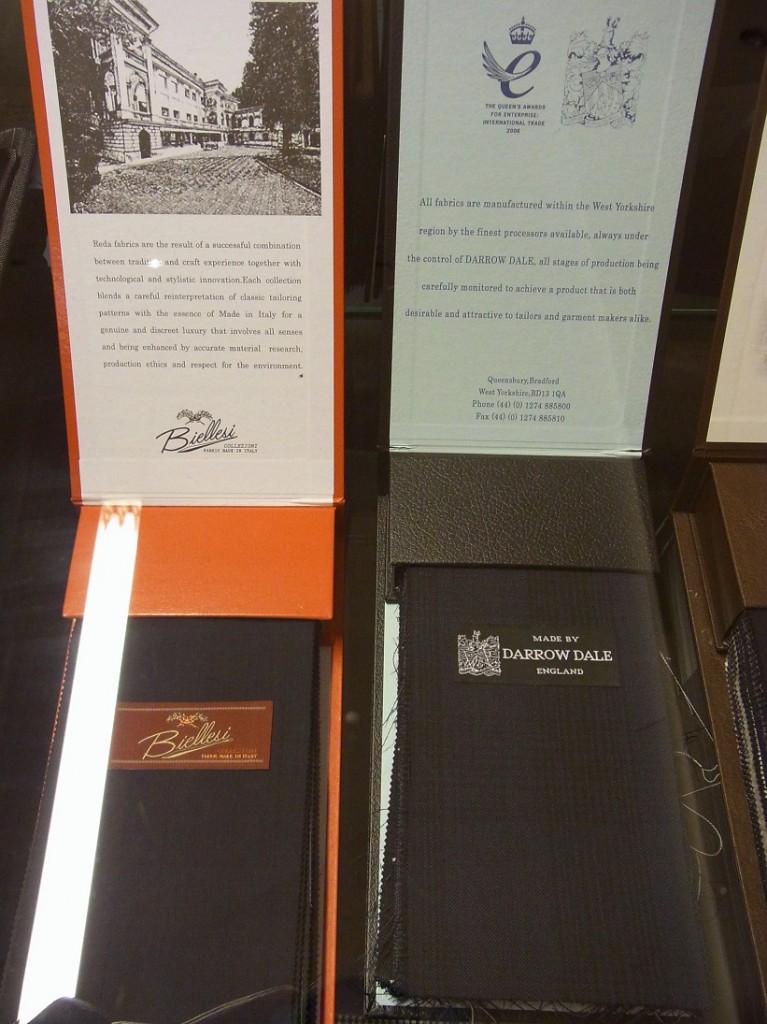 Reda fabrics are the result of a successful combination
between and craft experience together with
technological and stylistic innovation.Each collection
blends a careful reinterpretation of classic tailoring
patterns with the essence of Made in Italy for a
genuine and discreet luxury that involves all senses
and being enhanced by accurate material research,
production ethics and respect for the environment.
Biellesi
COLLEZIONI
FABRIC MADE IN ITALY
Biellesi
FABRIC MADE IN ITALY
e
THE QUEEN'S AWARDS
FOR ENTERPRISE:
INTERNATIONAL TRADE
2006
All fabrics are manufactured within the West Yorkshire
region by the finest processors available, always under
the control of DARROW DALE, all stages of production being
carefully monitored to achieve a product that is both
desirable and attractive to tailors and garment makers alike.
Queensbury,Bradford
West Yorkshire,BD13 1QA
Phone (44) (0) 1274 885800
Fax (44) (0) 1274 885810
MADE BY
DARROW DALE
ENGLAND